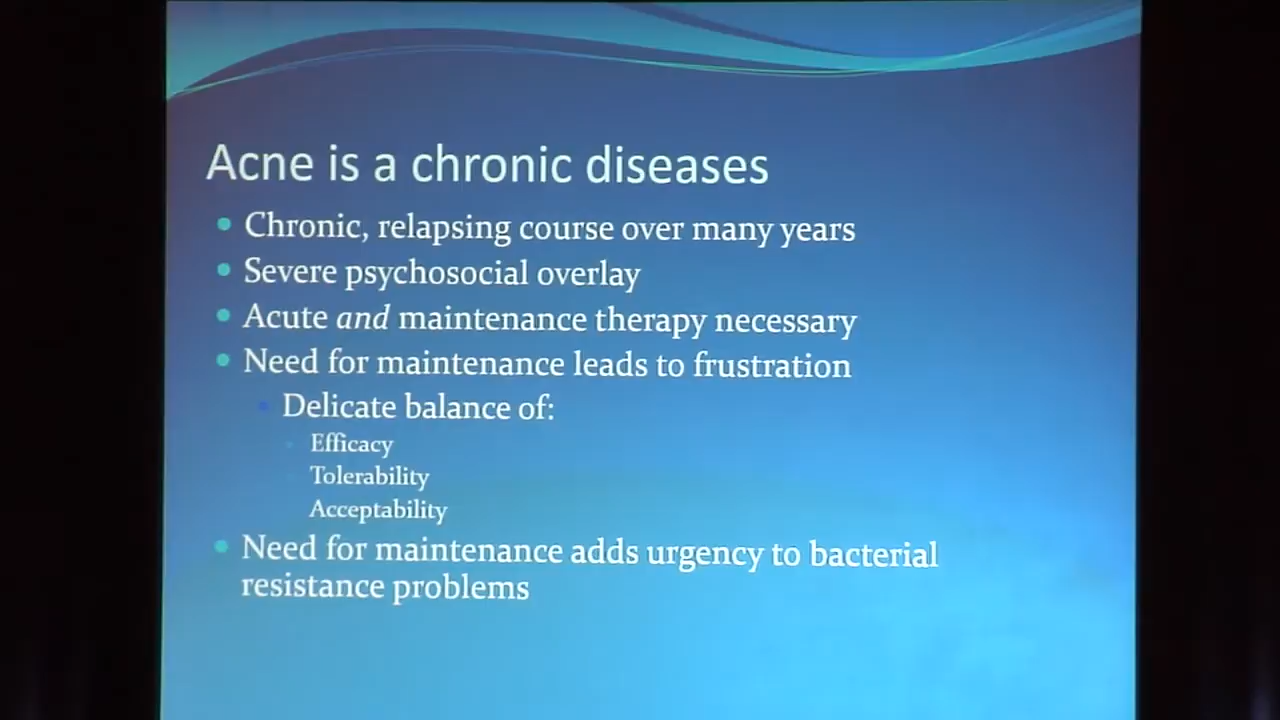 Acne is a chronic diseases
Chronic, relapsing course over many years
Severe psychosocial overlay
Acute and maintenance therapy necessary
Need for maintenance leads to frustration
Delicate balance of:
Efficacy
Tolerability
Acceptability
Need for maintenance adds urgency to bacterial
resistance problems